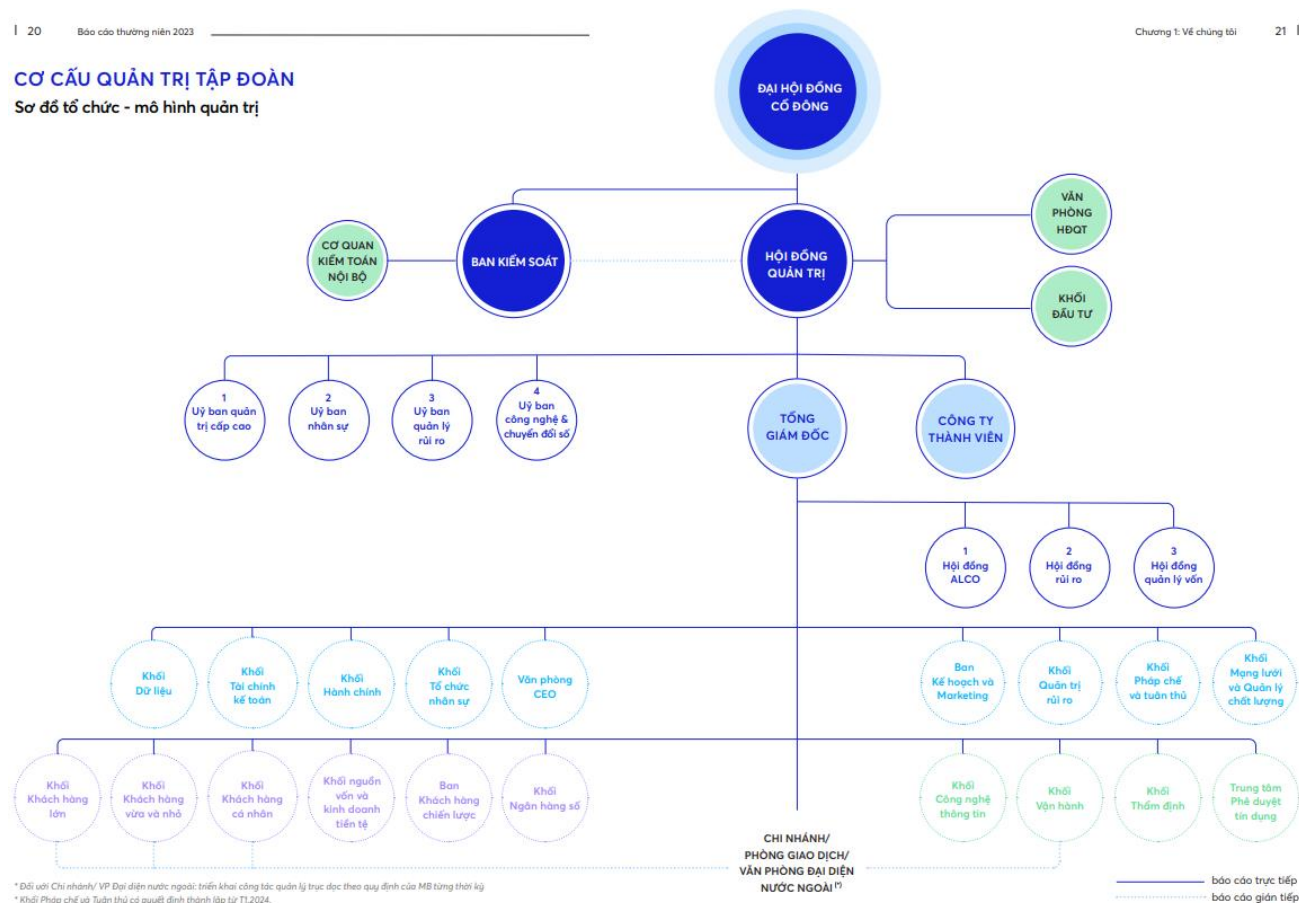 20
Báo cáo thường niên 2023
Chương 1: Về chúng tôi
21
CƠ CẤU QUẢN TRỊ TẬP ĐOÀN
Sơ đồ tổ chức - mô hình quản trị
ĐẠI HỘI ĐỒNG
CỔ ĐÔNG
CƠ QUAN
KIỂM TOÁN
NỘI BỘ
BAN KIỂM SOÁT
HỘI ĐỒNG
QUẢN TRỊ
VĂN
PHÒNG
HĐQT
KHỐI
ĐẦU TƯ
1
Uỷ ban quản
trị cấp cao
2
Uỷ ban
nhân sự
3
Uỷ ban
quản lý
rủi ro
4
Uỷ ban
công nghệ &
chuyển đổi số
TỔNG
GIÁM ĐỐC
CÔNG TY
THÀNH VIÊN
1
Hội đồng
ALCO
2
Hội đồng
rủi ro
3
Hội đồng
quản lý vốn
Khối
Dữ liệu
Khối
Tài chính
kế toán
Khối
Hành chính
Khối
Tổ chức
nhân sự
Văn phòng
CEO
Ban
Kế hoạch và
Marketing
Khối
Quản trị
rủi ro
Khối
Pháp chế
và tuân thủ
Khối
Mạng lưới
và Quản lý
chất lượng
Khối
Khách hàng
lớn
Khối
Khách hàng
vừa và nhỏ
Khối
Khách hàng
cá nhân
Khối nguồn
vốn và
kinh doanh
tiền tệ
Ban
Khách hàng
chiến lược
Khối
Ngân hàng số
Khối
Công nghệ
thông tin
Khối
Vận hành
Khối
Thẩm định
Trung tâm
Phê duyệt
tín dụng
CHI NHÁNH/
PHÒNG GIAO DỊCH/
VĂN PHÒNG ĐẠI DIỆN
NƯỚC NGOÀI (*)
* Đối với Chi nhánh/ VP Đại diện nước ngoài: triển khai công tác quản lý trục dọc theo quy định của MB từng thời kỳ
* Khối Pháp chế và Tuân thủ có quyết định thành lập từ T1.2024.
báo cáo trực tiếp
báo cáo gián tiếp